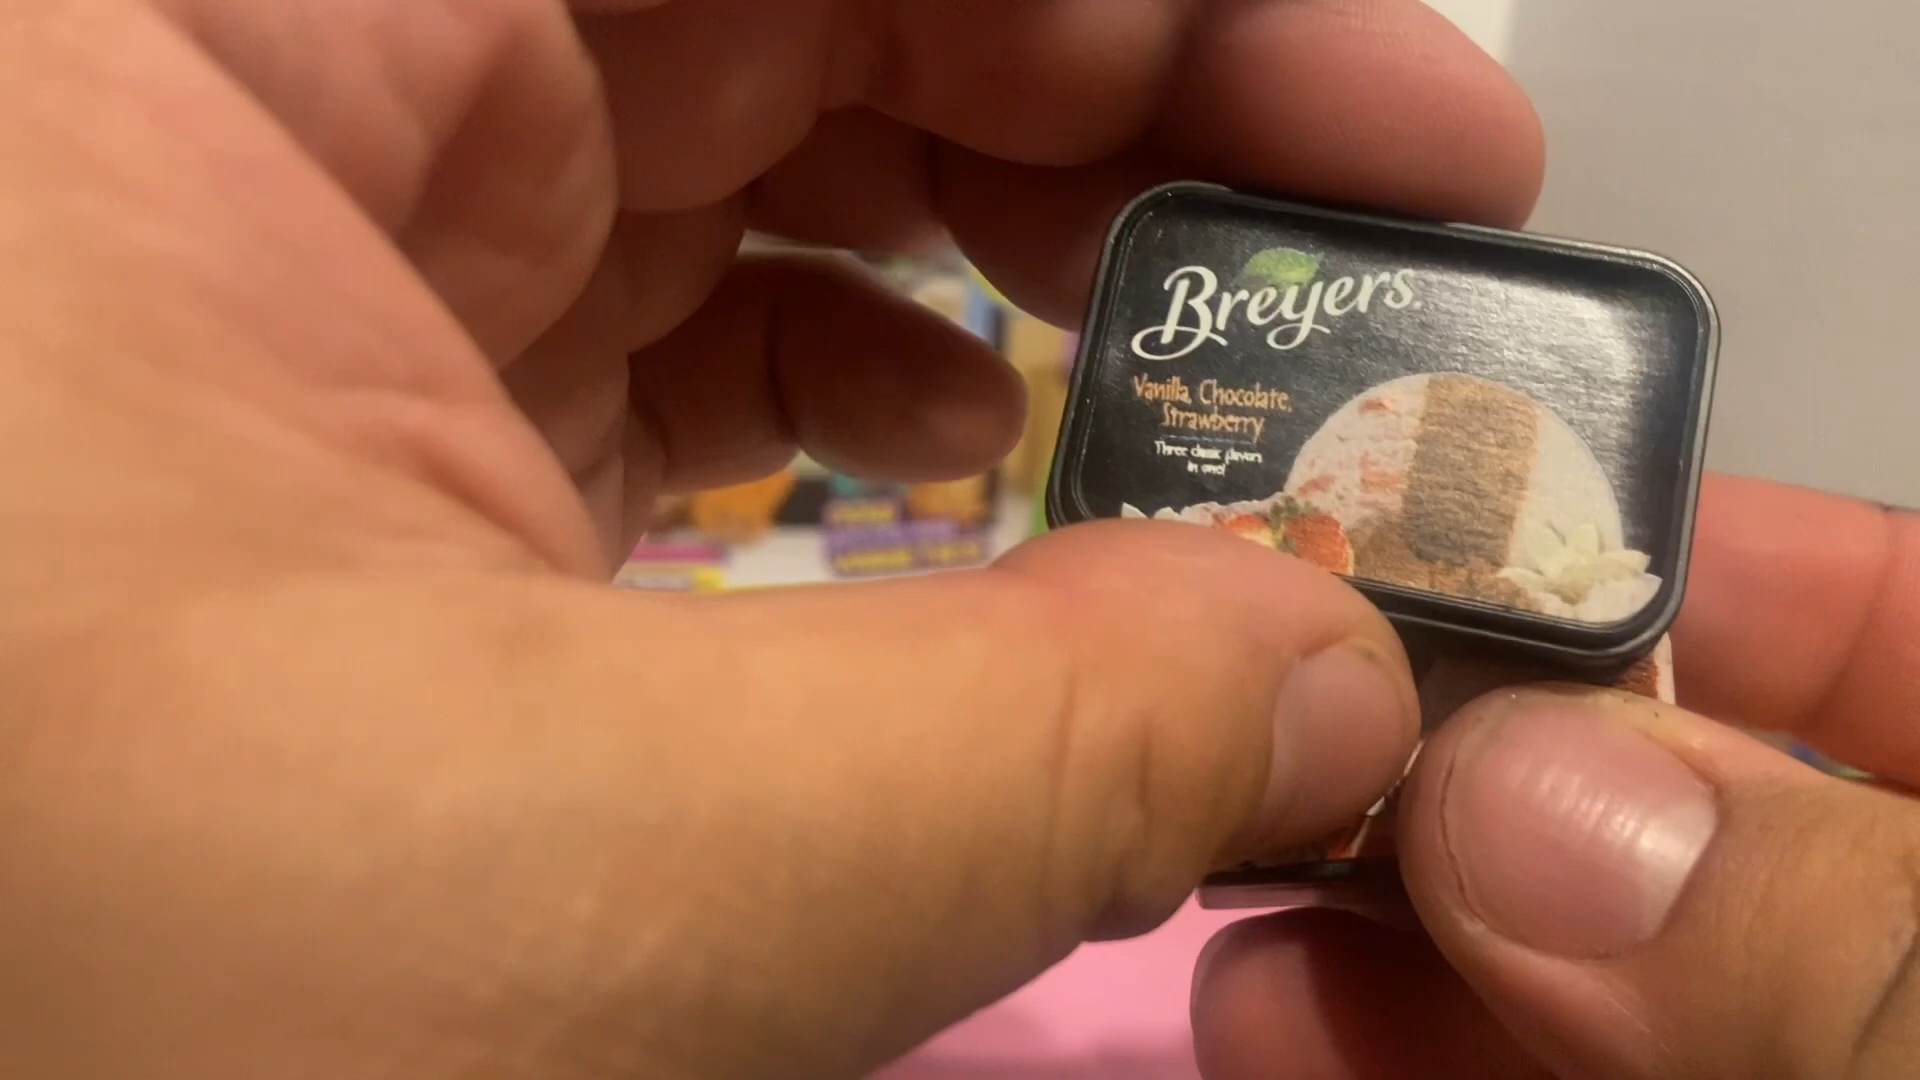 Breyers
Vanilla, Chocolate,
Strawberry
Three classic flavors
in one!